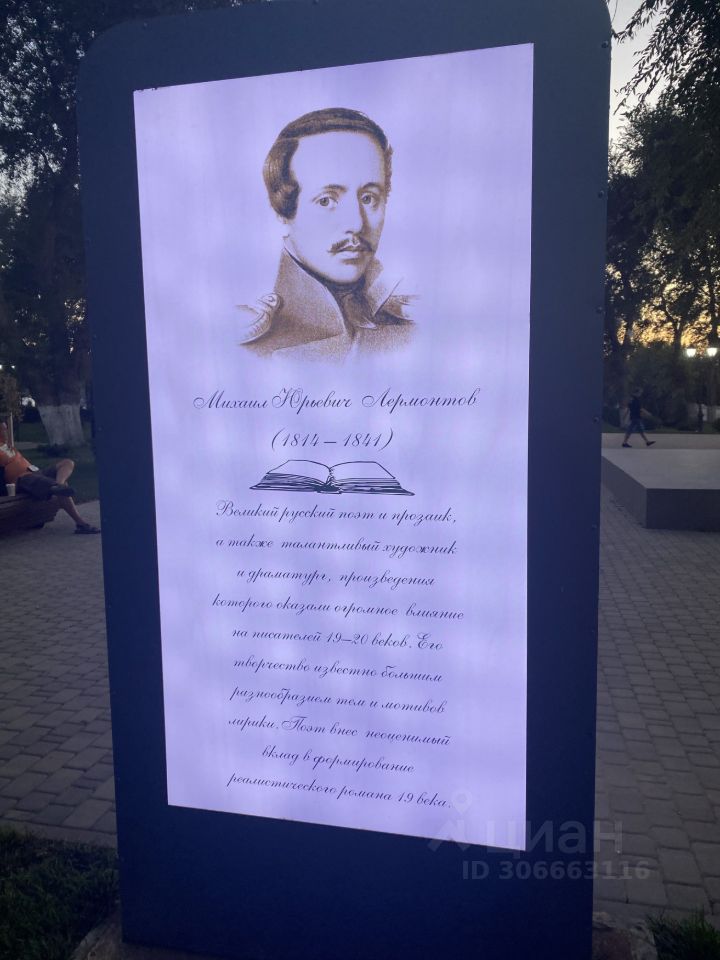 Михаил Юрьевич Лермонтов
(1814 – 1841)
Великий русский поэт и прозаик,
а также талантливый художник
и драматург, произведения
которого оказали огромное влияние
на писателей 19–20 веков. Его
творчество известно большим
разнообразием тем и мотивов
лирики. Поэт внес неоценимый
вклад в формирование
реалистического романа 19 века.
циан
ID 306663116